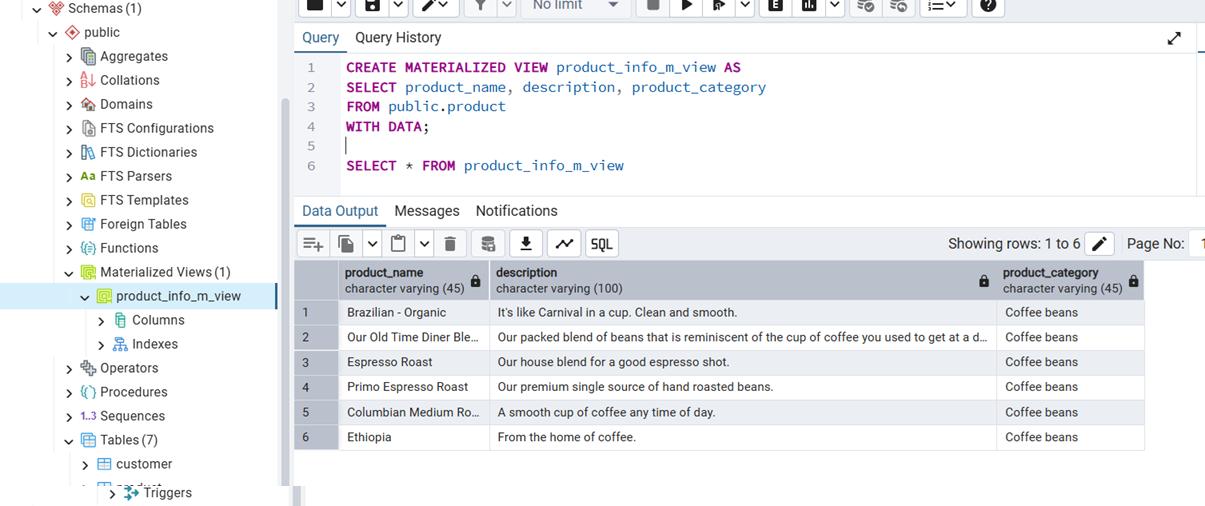 Schemas (1)
public
Aggregates
Collations
Domains
FTS Configurations
FTS Dictionaries
Aa FTS Parsers
FTS Templates
Foreign Tables
Functions
Materialized Views (1)
product_info_m_view
Columns
Indexes
Operators
Procedures
1..3 Sequences
Tables (7)
customer
Triggers
No limit
E
Query Query History
1 CREATE MATERIALIZED VIEW product_info_m_view AS
2 SELECT product_name, description, product_category
3 FROM public.product
4 WITH DATA;
5
6 SELECT * FROM product_info_m_view
Data Output Messages Notifications
SQL Showing rows: 1 to 6 Page No: 1
product_name description product_category
character varying (45) character varying (100) character varying (45)
1 Brazilian - Organic It's like Carnival in a cup. Clean and smooth. Coffee beans
2 Our Old Time Diner Ble... Our packed blend of beans that is reminiscent of the cup of coffee you used to get at a d... Coffee beans
3 Espresso Roast Our house blend for a good espresso shot. Coffee beans
4 Primo Espresso Roast Our premium single source of hand roasted beans. Coffee beans
5 Columbian Medium Ro... A smooth cup of coffee any time of day. Coffee beans
6 Ethiopia From the home of coffee. Coffee beans